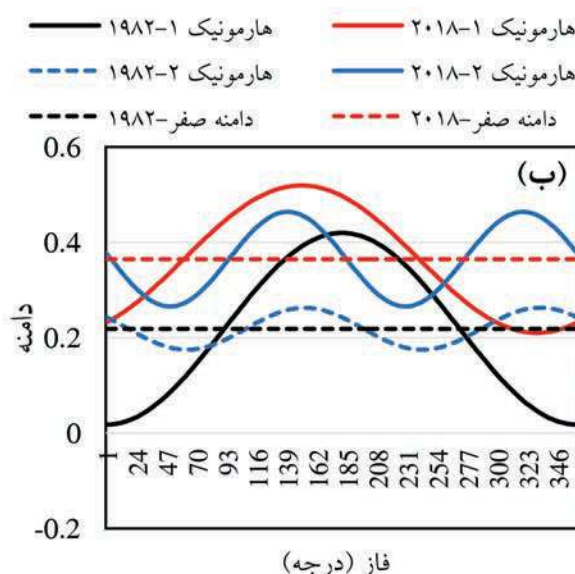 هارمونیک ۱-۱۹۸۲
هارمونیک ۱-۲۰۱۸
هارمونیک ۲-۱۹۸۲
هارمونیک ۲-۲۰۱۸
دامنه صفر-۱۹۸۲
دامنه صفر-۲۰۱۸
(ب)
دامنه
0.6
0.4
0.2
0
-0.2
1 24 47 70 93 116 139 162 185 208 231 254 277 300 323 346
فاز (درجه)